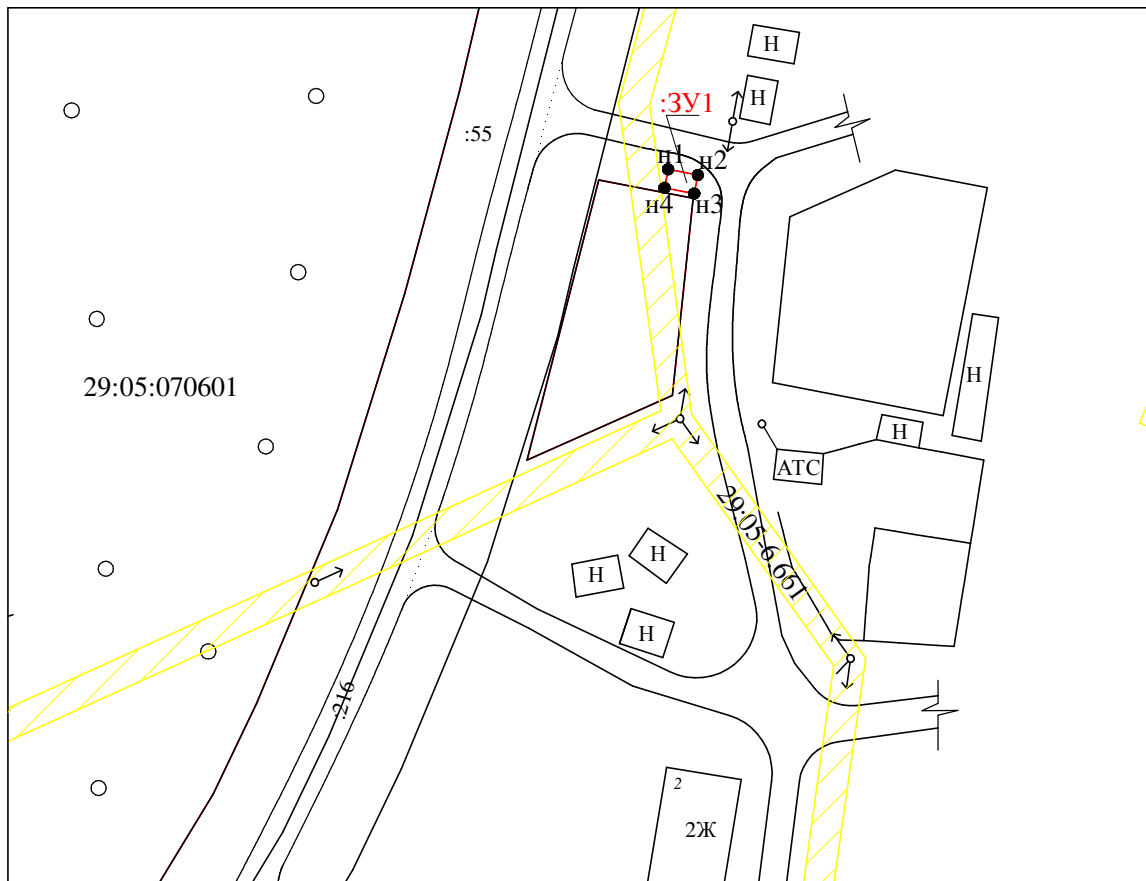 Н
Н
:ЗУ1
:55
н1
н2
н4
н3
29:05:070601
Н
Н
АТС
29:05-6.661
Н
Н
Н
:216
2
2Ж